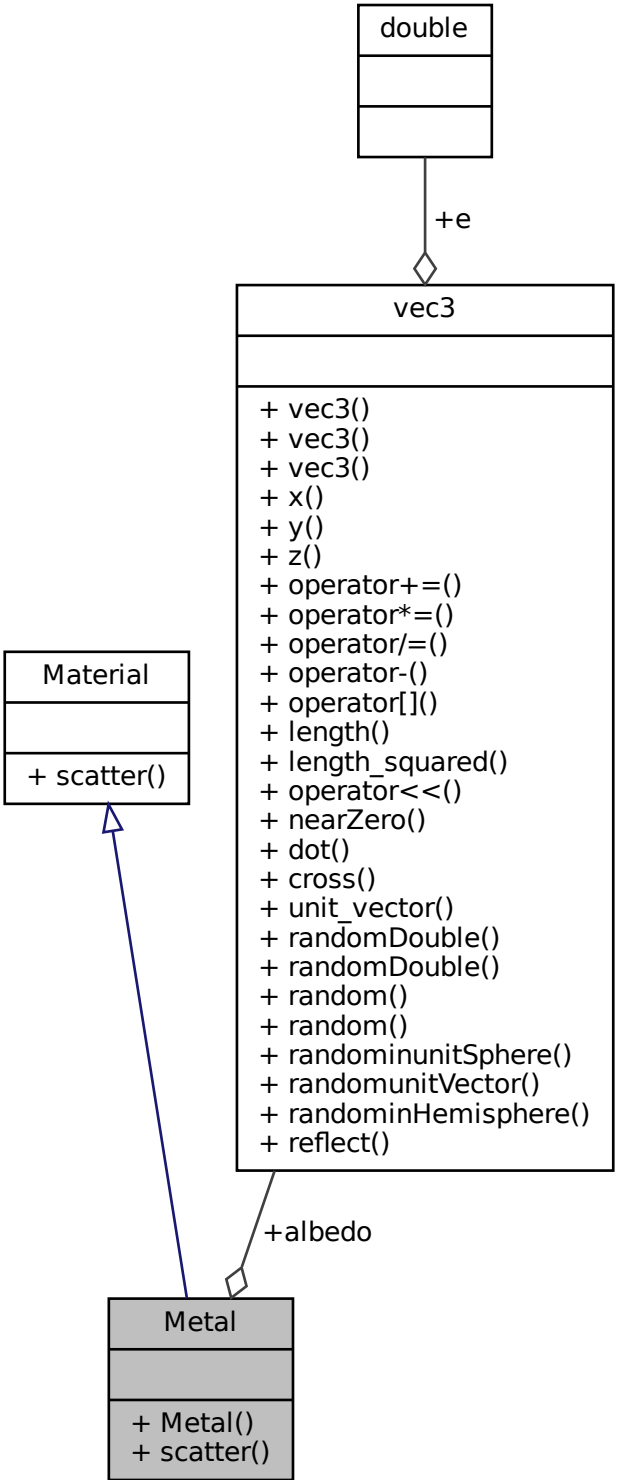 double
+e
vec3
+ vec3()
+ vec3()
+ vec3()
+ x()
+ y()
+ z()
+ operator+=()
+ operator*=()
+ operator/=()
+ operator-()
+ operator[]()
+ length()
+ length_squared()
+ operator<<()
+ nearZero()
+ dot()
+ cross()
+ unit_vector()
+ randomDouble()
+ randomDouble()
+ random()
+ random()
+ randominunitSphere()
+ randomunitVector()
+ randominHemisphere()
+ reflect()
Material
+ scatter()
+albedo
Metal
+ Metal()
+ scatter()